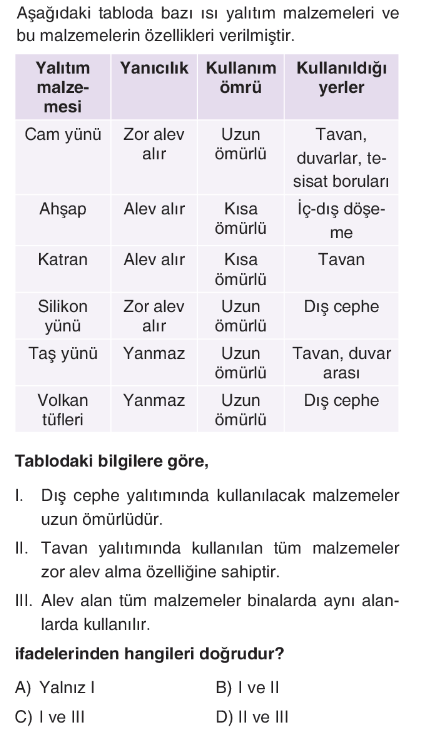 Aşağıdaki tabloda bazı ısı yalıtım malzemeleri ve
bu malzemelerin özellikleri verilmiştir.
Yalıtım malze-mesi Yanıcılık Kullanım ömrü Kullanıldığı yerler
Cam yünü Zor alev alır Uzun ömürlü Tavan, duvarlar, te-sisat boruları
Ahşap Alev alır Kısa ömürlü İç-dış döşe-me
Katran Alev alır Kısa ömürlü Tavan
Silikon yünü Zor alev alır Uzun ömürlü Dış cephe
Taş yünü Yanmaz Uzun ömürlü Tavan, duvar arası
Volkan tüfleri Yanmaz Uzun ömürlü Dış cephe
Tablodaki bilgilere göre,
I. Dış cephe yalıtımında kullanılacak malzemeler
uzun ömürlüdür.
II. Tavan yalıtımında kullanılan tüm malzemeler
zor alev alma özelliğine sahiptir.
III. Alev alan tüm malzemeler binalarda aynı alan-
larda kullanılır.
ifadelerinden hangileri doğrudur?
A) Yalnız I B) I ve II
C) I ve III D) II ve III